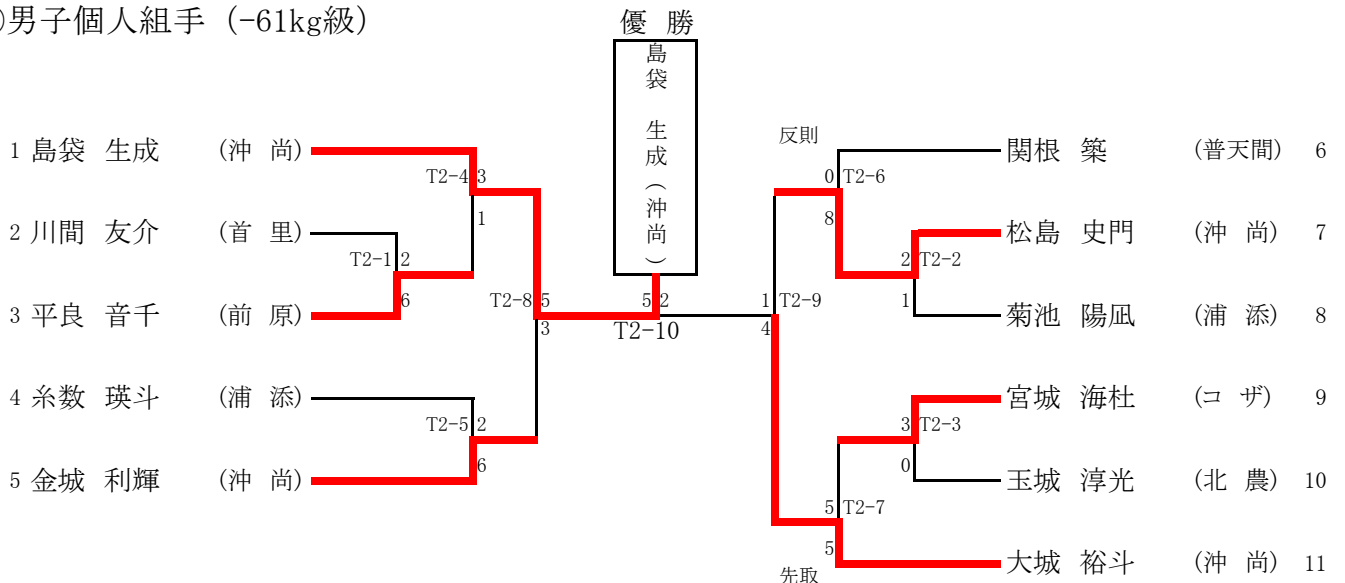 男子個人組手 (-61kg級)
優 勝
島袋 生成(沖尚)
反則
1 島袋 生成 (沖 尚)
関根 築 (普天間) 6
T2-4 3
0 T2-6
1
8
2 川間 友介 (首 里)
松島 史門 (沖 尚) 7
T2-1 2
2 T2-2
6
T2-8 5
5 2
1 T2-9
1
3 平良 音千 (前 原)
菊池 陽凪 (浦 添) 8
3
T2-10
4
4 糸数 瑛斗 (浦 添)
宮城 海杜 (コ ザ) 9
T2-5 2
3 T2-3
6
0
5 金城 利輝 (沖 尚)
玉城 淳光 (北 農) 10
5 T2-7
5
大城 裕斗 (沖 尚) 11
先取